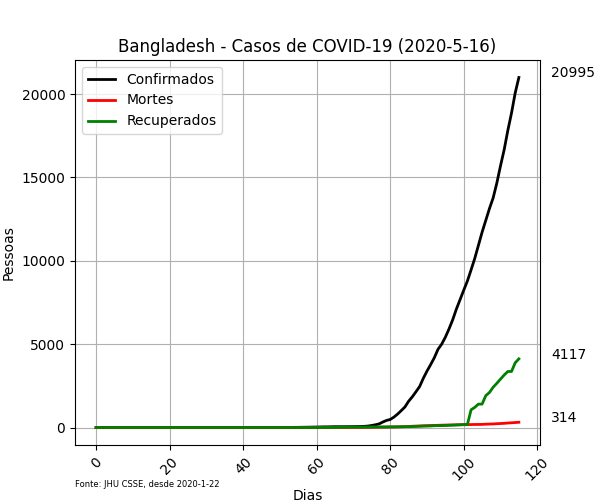 Bangladesh - Casos de COVID-19 (2020-5-16)
Confirmados
Mortes
Recuperados
20995
4117
314
20000
15000
10000
5000
0
Pessoas
0 20 40 60 80 100 120
Fonte: JHU CSSE, desde 2020-1-22
Dias